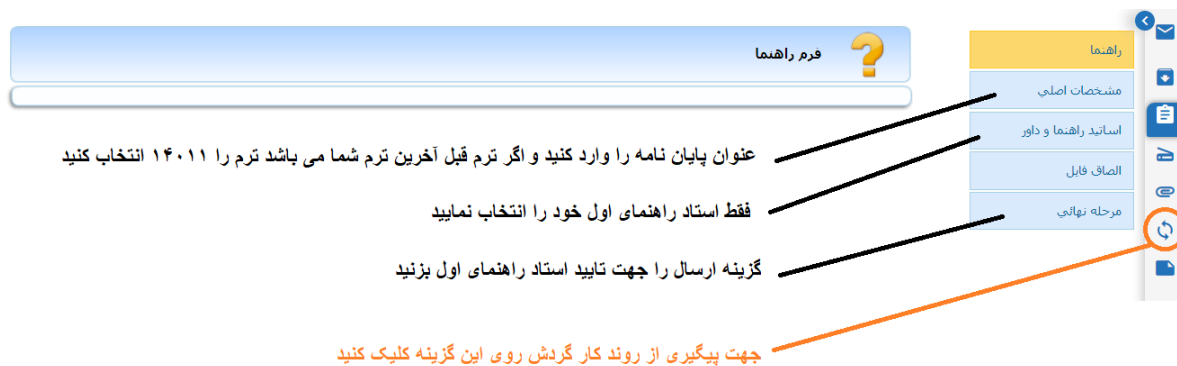 فرم راهنما
راهنما
مشخصات اصلي
اساتيد راهنما و داور
الصاق فايل
مرحله نهائي
عنوان پایان نامه را وارد کنید و اگر ترم قبل آخرین ترم شما می باشد ترم را ۱۴۰۱۱ انتخاب کنید
فقط استاد راهنمای اول خود را انتخاب نمایید
گزینه ارسال را جهت تایید استاد راهنمای اول بزنید
جهت پیگیری از روند کار گردش روی این گزینه کلیک کنید